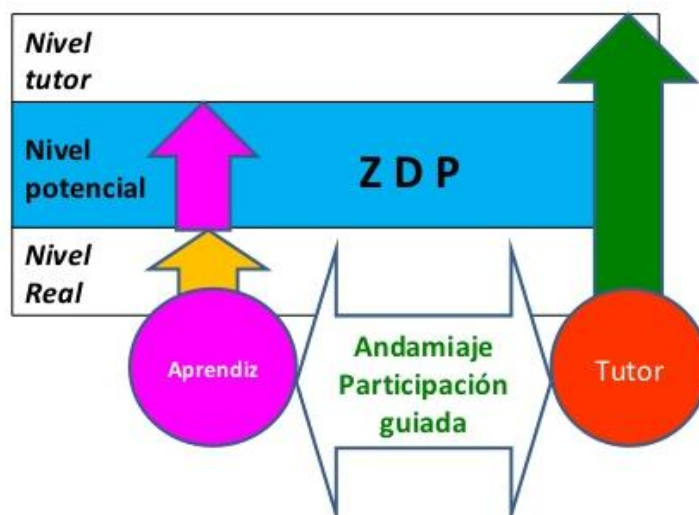 Nivel
tutor
Nivel
potencial
Z D P
Nivel
Real
Aprendiz
Andamiaje
Participación
guiada
Tutor